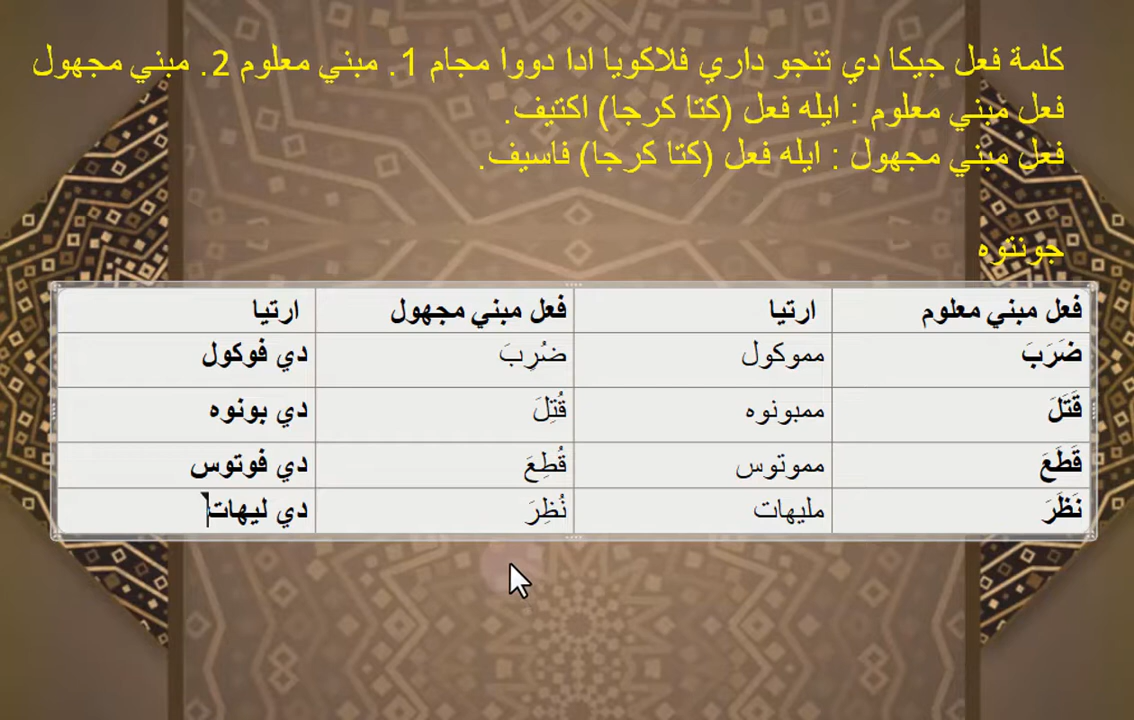 كلمة فعل جيكا دي تنجو داري فلاكويا ادا دووا مجام 1. مبني معلوم 2. مبني مجهول
فعل مبني معلوم : ايله فعل (كتا كرجا) اكتيف.
فعل مبني مجهول : ايله فعل (كتا كرجا) فاسيف.
جونتوه
فعل مبني معلوم ارتيا فعل مبني مجهول ارتيا
ضَرَبَ مموكول ضُرِبَ دي فوكول
قَتَلَ ممبونوه قُتِلَ دي بونوه
قَطَعَ مموتوس قُطِعَ دي فوتوس
نَظَرَ مليهات نُظِرَ دي ليهات